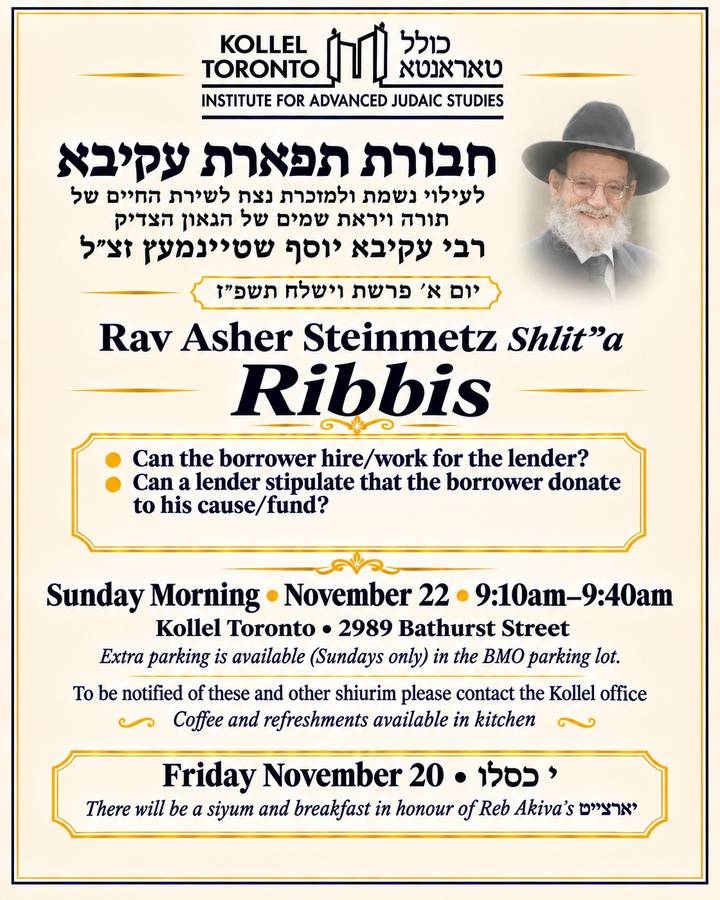 KOLLEL כולל
TORONTO טאראנטא
INSTITUTE FOR ADVANCED JUDAIC STUDIES
חבורת תפארת עקיבא
לעילוי נשמת ולמזכרת נצח לשירת החיים של
תורה ויראת שמים של הגאון הצדיק
רבי עקיבא יוסף שטיינמעץ זצ״ל
יום א׳ פרשת וישלח תשפ״ז
Rav Asher Steinmetz Shlit”a
Ribbis
• Can the borrower hire/work for the lender?
• Can a lender stipulate that the borrower donate
to his cause/fund?
Sunday Morning • November 22 • 9:10am–9:40am
Kollel Toronto • 2989 Bathurst Street
Extra parking is available (Sundays only) in the BMO parking lot.
To be notified of these and other shiurim please contact the Kollel office
Coffee and refreshments available in kitchen
Friday November 20 • י כסלו
There will be a siyum and breakfast in honour of Reb Akiva’s יארצייט